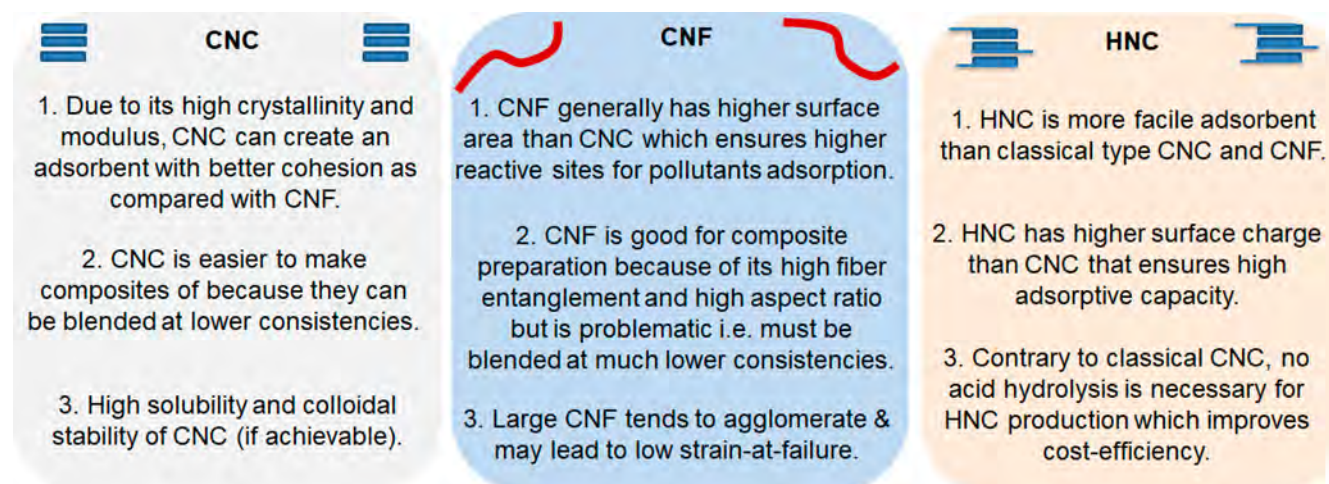 CNC
1. Due to its high crystallinity and
modulus, CNC can create an
adsorbent with better cohesion as
compared with CNF.
2. CNC is easier to make
composites of because they can
be blended at lower consistencies.
3. High solubility and colloidal
stability of CNC (if achievable).
CNF
1. CNF generally has higher surface
area than CNC which ensures higher
reactive sites for pollutants adsorption.
2. CNF is good for composite
preparation because of its high fiber
entanglement and high aspect ratio
but is problematic i.e. must be
blended at much lower consistencies.
3. Large CNF tends to agglomerate &
may lead to low strain-at-failure.
HNC
1. HNC is more facile adsorbent
than classical type CNC and CNF.
2. HNC has higher surface charge
than CNC that ensures high
adsorptive capacity.
3. Contrary to classical CNC, no
acid hydrolysis is necessary for
HNC production which improves
cost-efficiency.